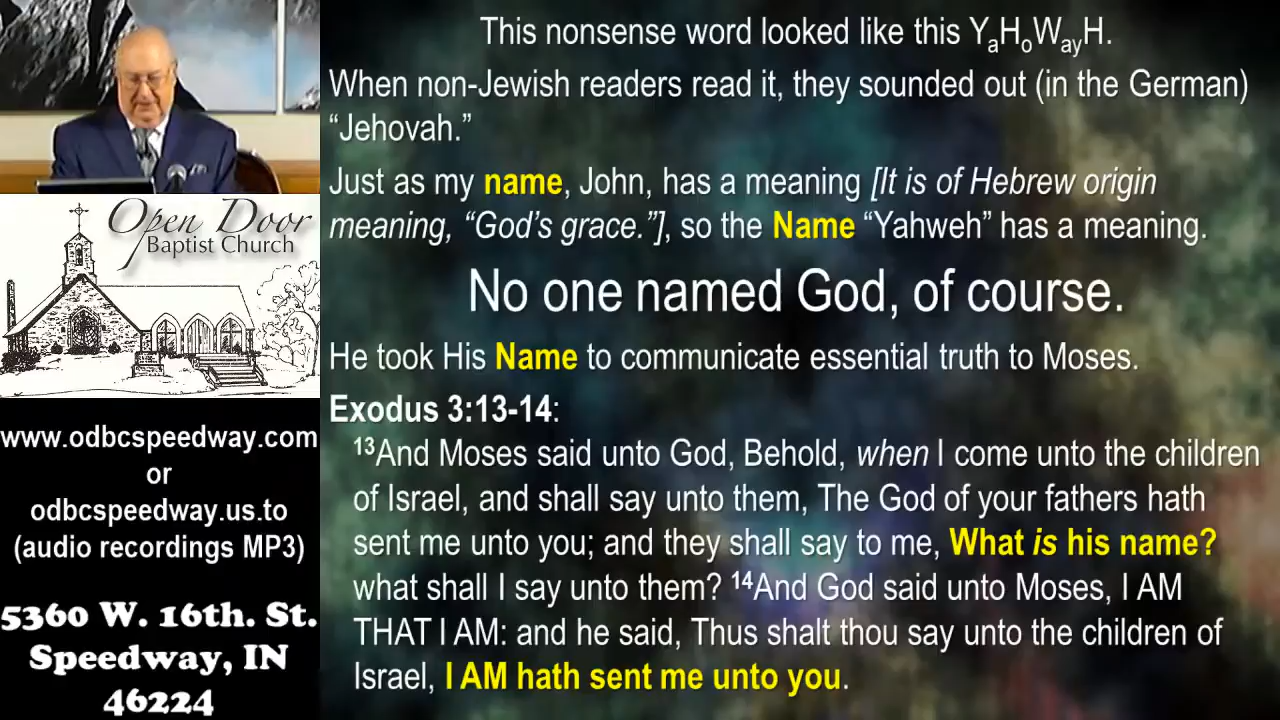 This nonsense word looked like this YaHoWayH.
When non-Jewish readers read it, they sounded out (in the German)
“Jehovah.”
Just as my name, John, has a meaning [It is of Hebrew origin
meaning, “God’s grace.”], so the Name “Yahweh” has a meaning.
No one named God, of course.
He took His Name to communicate essential truth to Moses.
Exodus 3:13-14:
13And Moses said unto God, Behold, when I come unto the children
of Israel, and shall say unto them, The God of your fathers hath
sent me unto you; and they shall say to me, What is his name?
what shall I say unto them? 14And God said unto Moses, I AM
THAT I AM: and he said, Thus shalt thou say unto the children of
Israel, I AM hath sent me unto you.
Open Door
Baptist Church
www.odbcspeedway.com
or
odbcspeedway.us.to
(audio recordings MP3)
5360 W. 16th. St.
Speedway, IN
46224